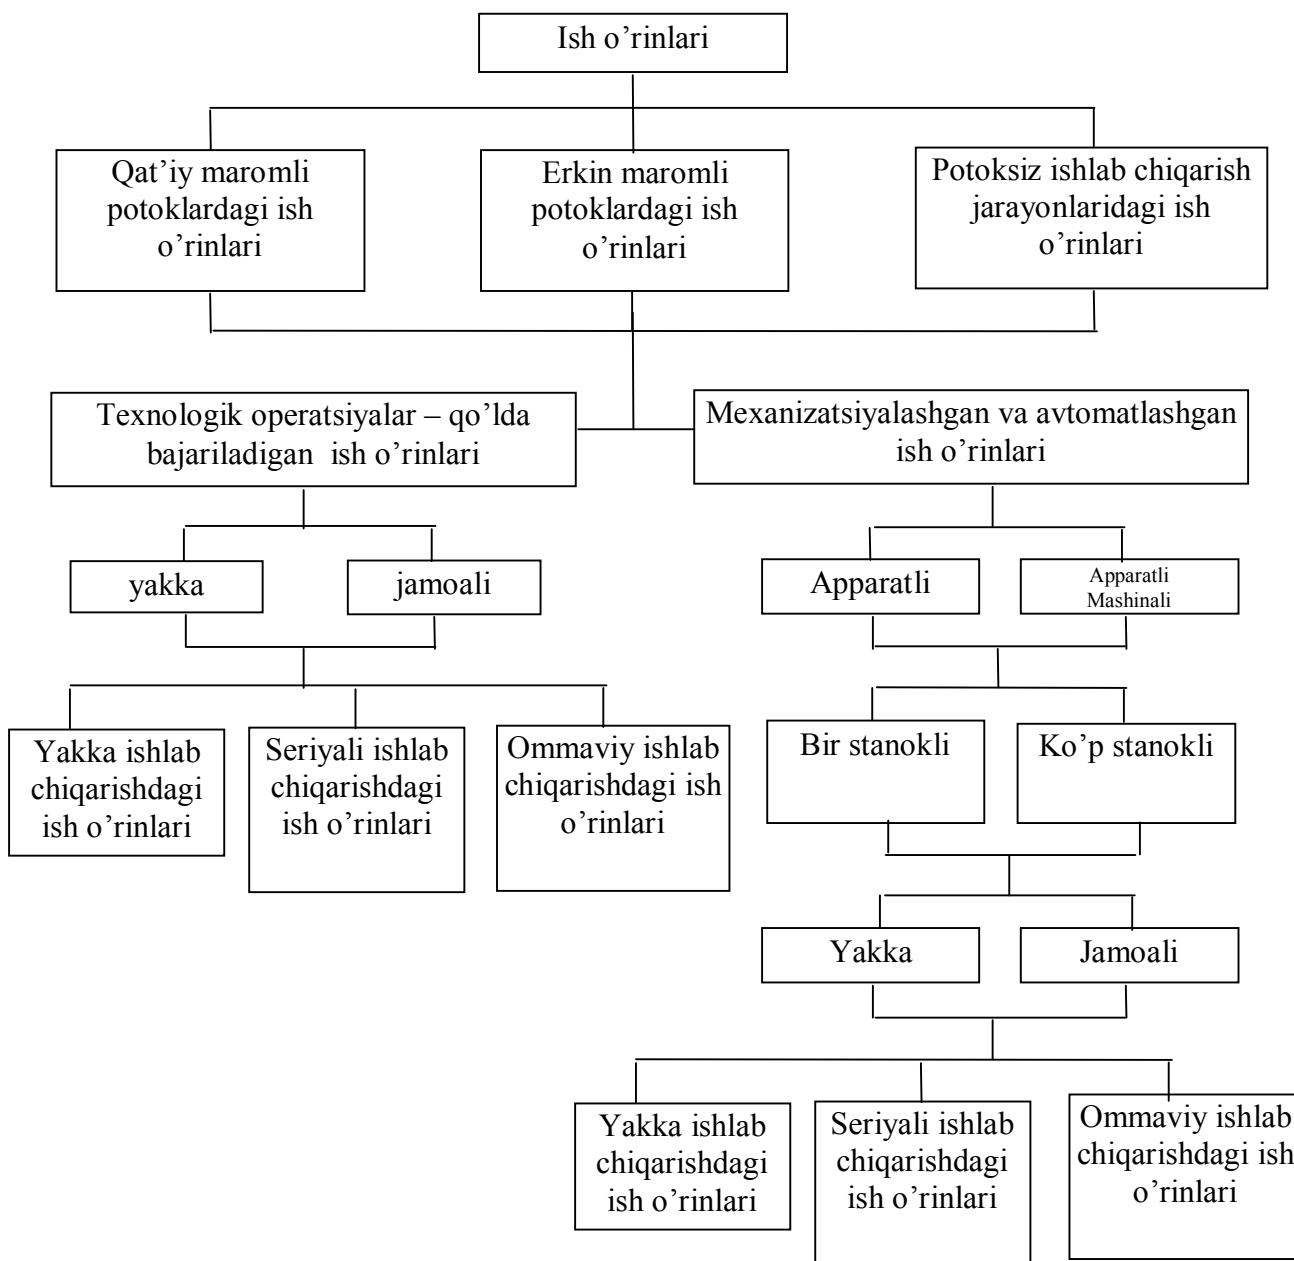 Ish o’rinlari
Qat’iy maromli
potoklardagi ish
o’rinlari
Erkin maromli
potoklardagi ish
o’rinlari
Potoksiz ishlab chiqarish
jarayonlaridagi ish
o’rinlari
Texnologik operatsiyalar – qo’lda
bajariladigan ish o’rinlari
Mexanizatsiyalashgan va avtomatlashgan
ish o’rinlari
yakka
jamoali
Apparatli
Apparatli
Mashinali
Yakka ishlab
chiqarishdagi
ish o’rinlari
Seriyali ishlab
chiqarishdagi
ish o’rinlari
Ommaviy ishlab
chiqarishdagi ish
o’rinlari
Bir stanokli
Ko’p stanokli
Yakka
Jamoali
Yakka ishlab
chiqarishdagi
ish o’rinlari
Seriyali ishlab
chiqarishdagi
ish o’rinlari
Ommaviy ishlab
chiqarishdagi ish
o’rinlari